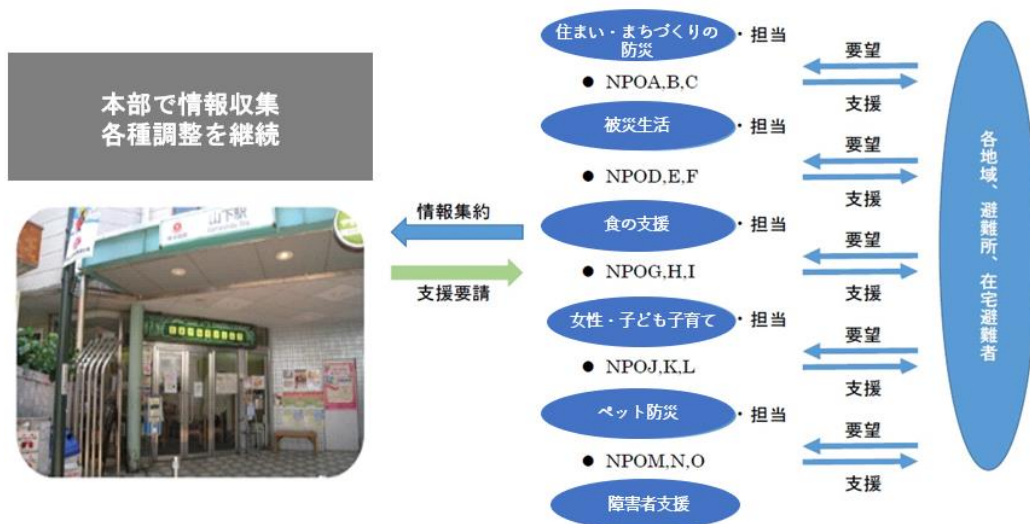 本部で情報収集
各種調整を継続
山下駅
情報集約
支援要請
住まい・まちづくりの
防災
・担当
● NPOA,B,C
被災生活
・担当
● NPOD,E,F
食の支援
・担当
● NPOG,H,I
女性・子ども子育て
・担当
● NPOJ,K,L
ペット防災
・担当
● NPOM,N,O
障害者支援
要望
支援
要望
支援
要望
支援
要望
支援
要望
支援
各地域、避難所、在宅避難者